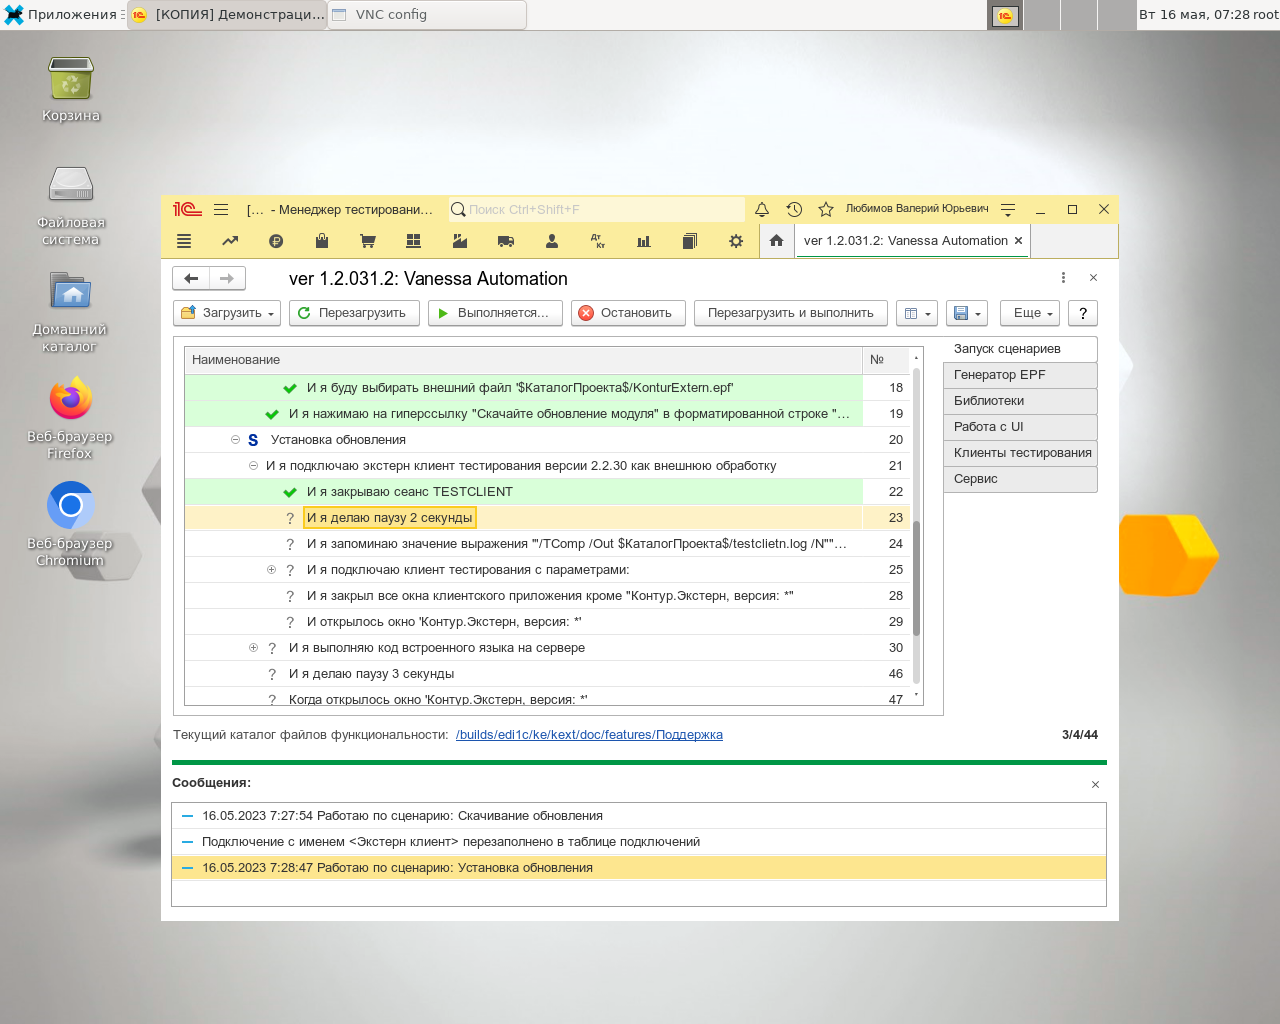 Приложения
[КОПИЯ] Демонстраци...
VNC config
Вт 16 мая, 07:28 root
Корзина
Файловая
система
Домашний
каталог
Веб-браузер
Firefox
Веб-браузер
Chromium
[... - Менеджер тестировани...
Поиск Ctrl+Shift+F
Любимов Валерий Юрьевич
Дт
Кт
ver 1.2.031.2: Vanessa Automation
ver 1.2.031.2: Vanessa Automation
Загрузить
Перезагрузить
Выполняется...
Остановить
Перезагрузить и выполнить
Еще
?
Наименование №
И я буду выбирать внешний файл '$КаталогПроекта$/KonturExtern.epf' 18
И я нажимаю на гиперссылку "Скачайте обновление модуля" в форматированной строке "... 19
S Установка обновления 20
И я подключаю экстерн клиент тестирования версии 2.2.30 как внешнюю обработку 21
И я закрываю сеанс TESTCLIENT 22
? И я делаю паузу 2 секунды 23
? И я запоминаю значение выражения '"/TComp /Out $КаталогПроекта$/testclietn.log /N""... 24
? И я подключаю клиент тестирования с параметрами: 25
? И я закрыл все окна клиентского приложения кроме "Контур.Экстерн, версия: *" 28
? И открылось окно 'Контур.Экстерн, версия: *' 29
? И я выполняю код встроенного языка на сервере 30
? И я делаю паузу 3 секунды 46
? Когда открылось окно 'Контур.Экстерн, версия: *' 47
Запуск сценариев
Генератор EPF
Библиотеки
Работа с UI
Клиенты тестирования
Сервис
Текущий каталог файлов функциональности: /builds/edi1c/ke/kext/doc/features/Поддержка 3/4/44
Сообщения:
16.05.2023 7:27:54 Работаю по сценарию: Скачивание обновления
Подключение с именем <Экстерн клиент> перезаполнено в таблице подключений
16.05.2023 7:28:47 Работаю по сценарию: Установка обновления